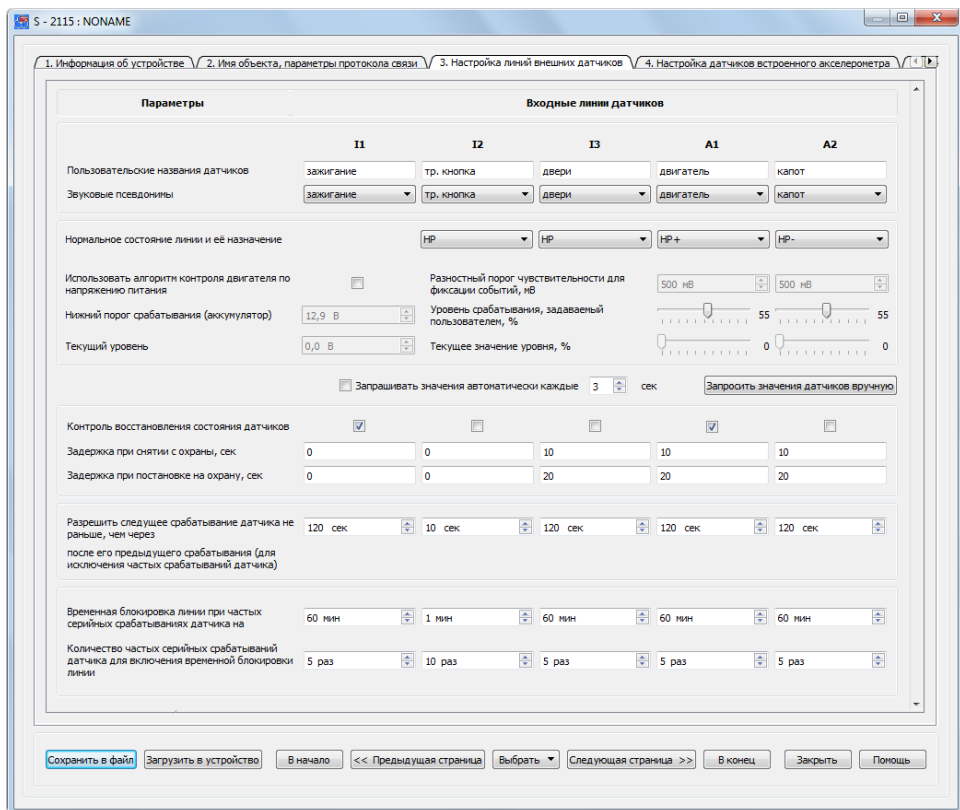 S - 2115 : NONAME
1. Информация об устройстве
2. Имя объекта, параметры протокола связи
3. Настройка линий внешних датчиков
4. Настройка датчиков встроенного акселерометра
Параметры
Входные линии датчиков
I1 I2 I3 A1 A2
Пользовательские названия датчиков зажигание тр. кнопка двери двигатель капот
Звуковые псевдонимы зажигание тр. кнопка двери двигатель капот
Нормальное состояние линии и её назначение НР НР НР+ НР-
Использовать алгоритм контроля двигателя по
напряжению питания
Разностный порог чувствительности для
фиксации событий, мВ
500 мВ 500 мВ
Нижний порог срабатывания (аккумулятор) 12,9 В
Уровень срабатывания, задаваемый
пользователем, %
55 55
Текущий уровень 0,0 В
Текущее значение уровня, % 0 0
Запрашивать значения автоматически каждые 3 сек
Запросить значения датчиков вручную
Контроль восстановления состояния датчиков
Задержка при снятии с охраны, сек 0 0 10 10 10
Задержка при постановке на охрану, сек 0 0 20 20 20
Разрешить следущее срабатывание датчика не
раньше, чем через
120 сек 10 сек 120 сек 120 сек 120 сек
после его предыдущего срабатывания (для
исключения частых срабатываний датчика)
Временная блокировка линии при частых
серийных срабатываниях датчика на
60 мин 1 мин 60 мин 60 мин 60 мин
Количество частых серийных срабатываний
датчика для включения временной блокировки
линии
5 раз 10 раз 5 раз 5 раз 5 раз
Сохранить в файл Загрузить в устройство В начало << Предыдущая страница Выбрать Следующая страница >> В конец Закрыть Помощь